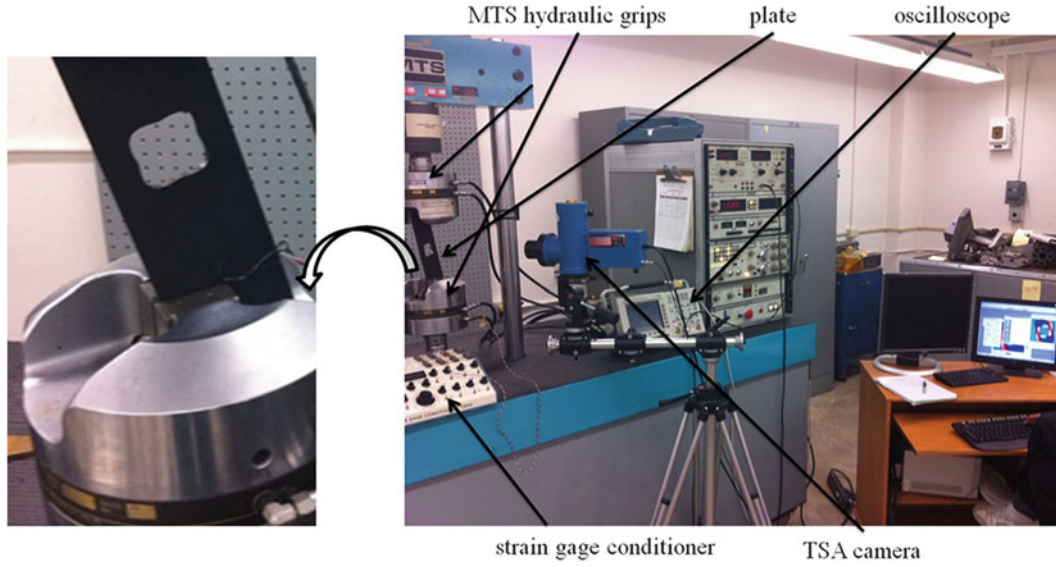 MTS hydraulic grips
plate
oscilloscope
MTS
strain gage conditioner
TSA camera